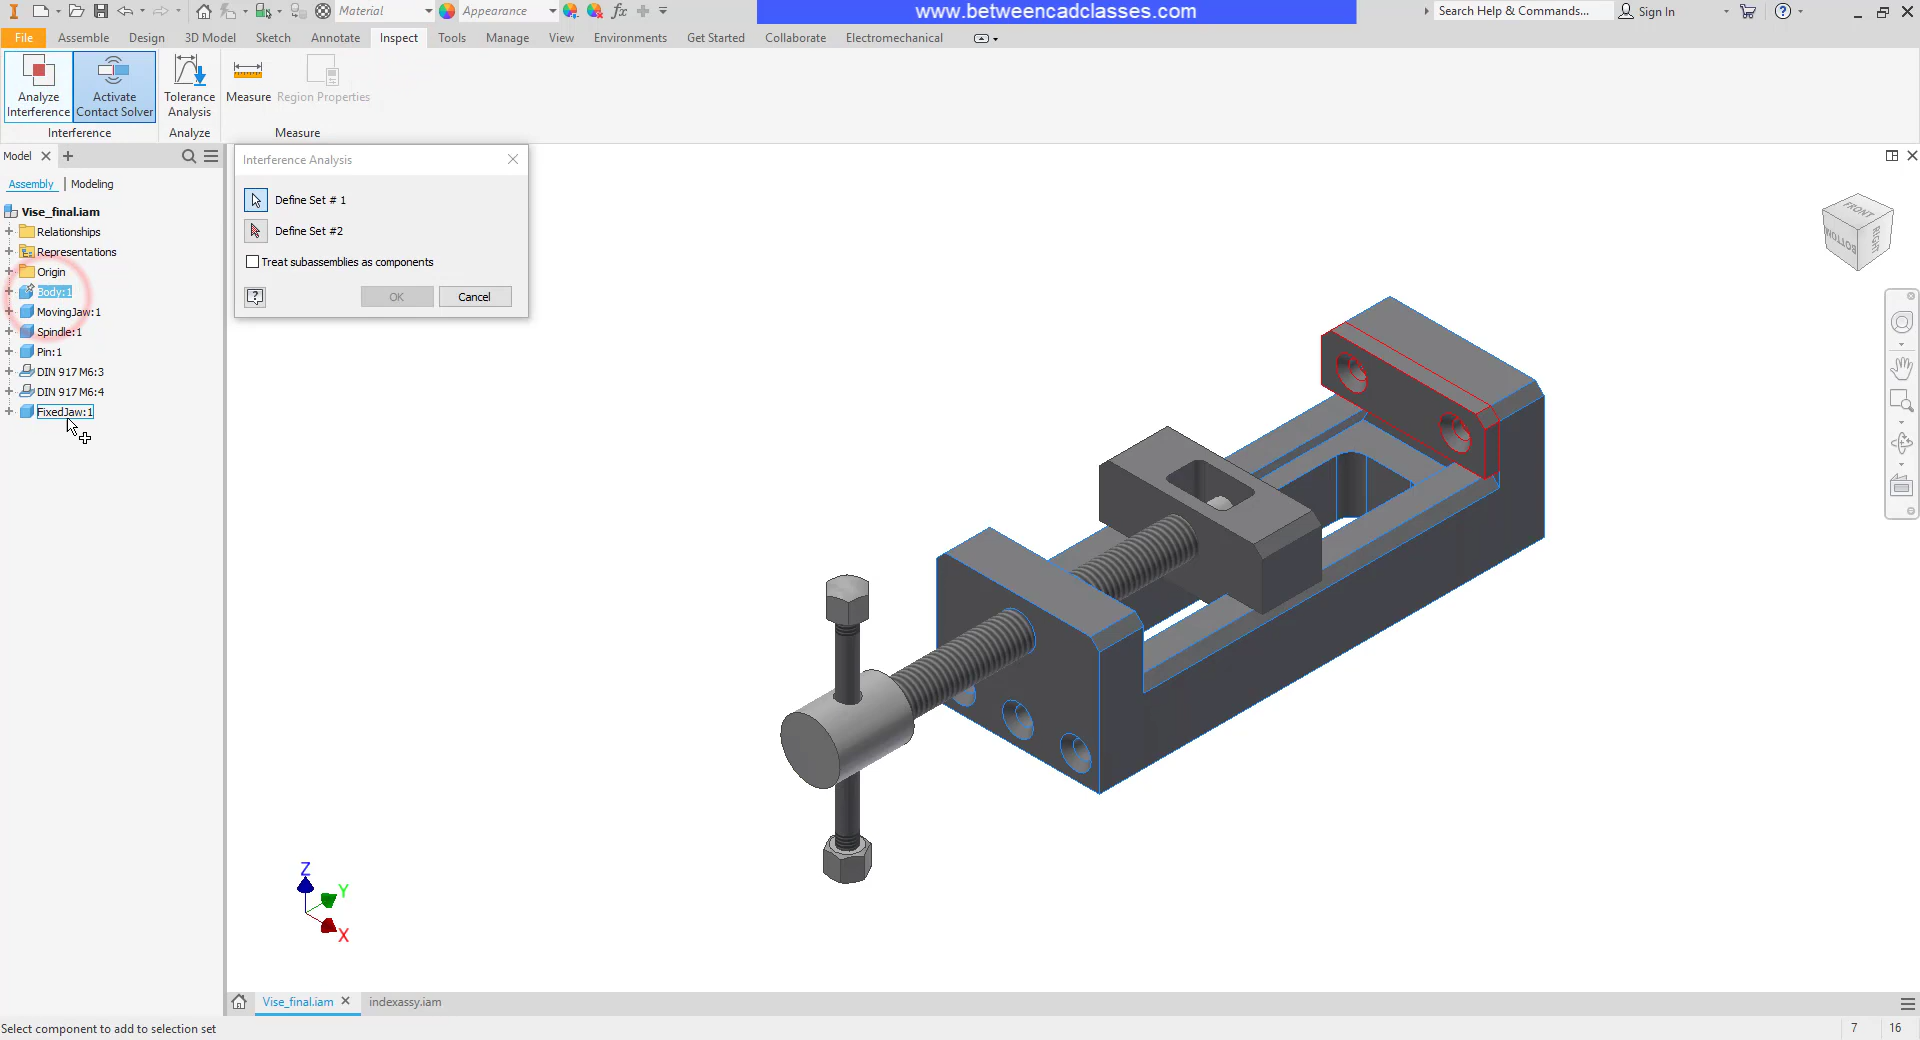 Material
Appearance
fx
www.betweencadclasses.com
Search Help & Commands...
Sign In
File
Assemble
Design
3D Model
Sketch
Annotate
Inspect
Tools
Manage
View
Environments
Get Started
Collaborate
Electromechanical
Analyze
Interference
Activate
Contact Solver
Tolerance
Analysis
Measure
Region Properties
Interference
Analyze
Measure
Model
Assembly
Modeling
Vise_final.iam
Relationships
Representations
Origin
Body:1
MovingJaw:1
Spindle:1
Pin:1
DIN 917 M6:3
DIN 917 M6:4
FixedJaw:1
Interference Analysis
Define Set # 1
Define Set #2
Treat subassemblies as components
?
OK
Cancel
FRONT
BOTTOM
RIGHT
Z
Y
X
Vise_final.iam
indexassy.iam
Select component to add to selection set
7
16